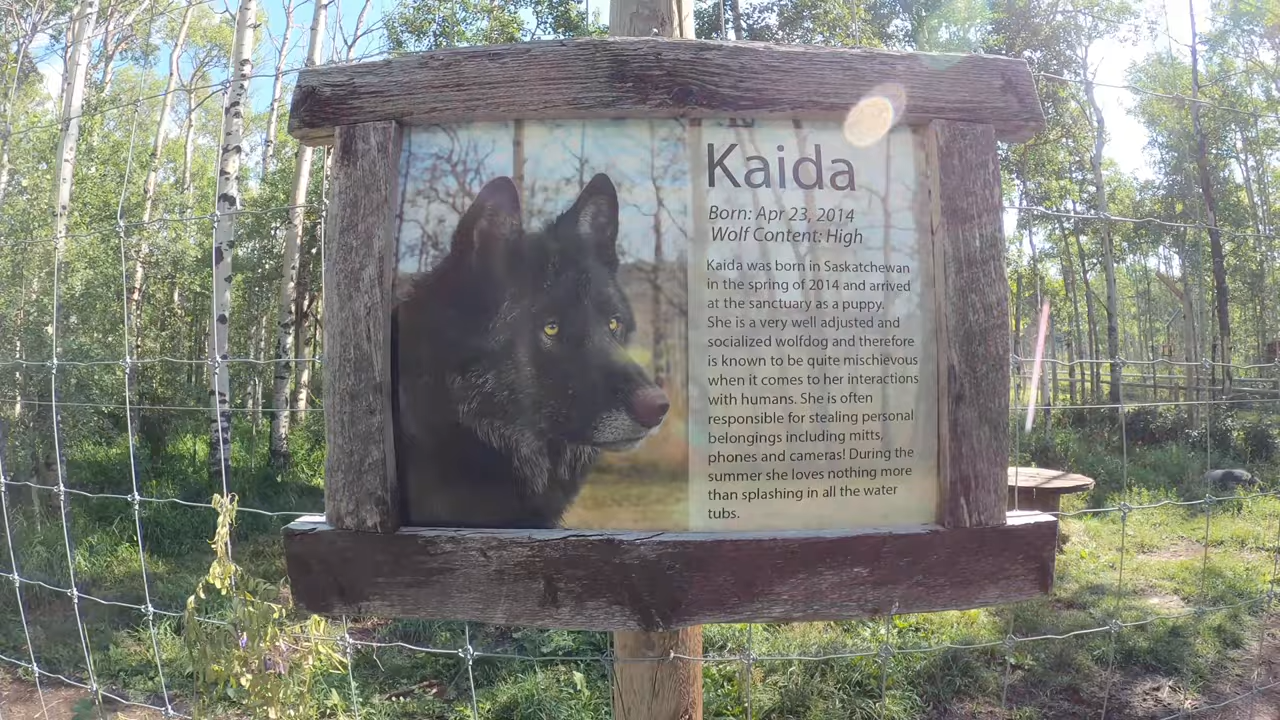 Kaida
Born: Apr 23, 2014
Wolf Content: High
Kaida was born in Saskatchewan
in the spring of 2014 and arrived
at the sanctuary as a puppy.
She is a very well adjusted and
socialized wolfdog and therefore
is known to be quite mischievous
when it comes to her interactions
with humans. She is often
responsible for stealing personal
belongings including mitts,
phones and cameras! During the
summer she loves nothing more
than splashing in all the water
tubs.